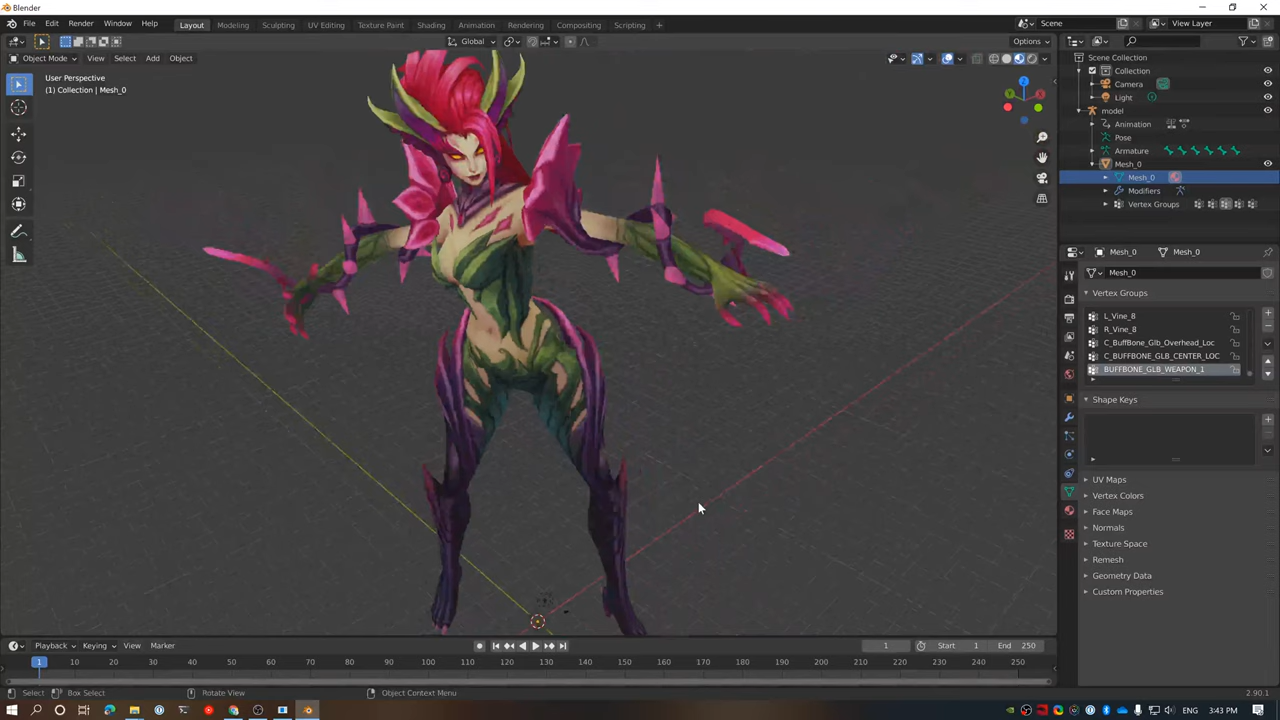 Blender
File Edit Render Window Help Layout Modeling Sculpting UV Editing Texture Paint Shading Animation Rendering Compositing Scripting + Scene View Layer
Global Options
Object Mode View Select Add Object
User Perspective
(1) Collection | Mesh_0
Scene Collection
Collection
Camera
Light
model
Animation
Pose
Armature
Mesh_0
Mesh_0
Modifiers
Vertex Groups
Mesh_0 Mesh_0
Mesh_0
Vertex Groups
L_Vine_8
R_Vine_8
C_BuffBone_Glb_Overhead_Loc
C_BUFFBONE_GLB_CENTER_LOC
BUFFBONE_GLB_WEAPON_1
Shape Keys
UV Maps
Vertex Colors
Face Maps
Normals
Texture Space
Remesh
Geometry Data
Custom Properties
Playback Keying View Marker 1 Start 1 End 250
1 10 20 30 40 50 60 70 80 90 100 110 120 130 140 150 160 170 180 190 200 210 220 230 240 250
Select Box Select Rotate View Object Context Menu 2.90.1
ENG 3:43 PM